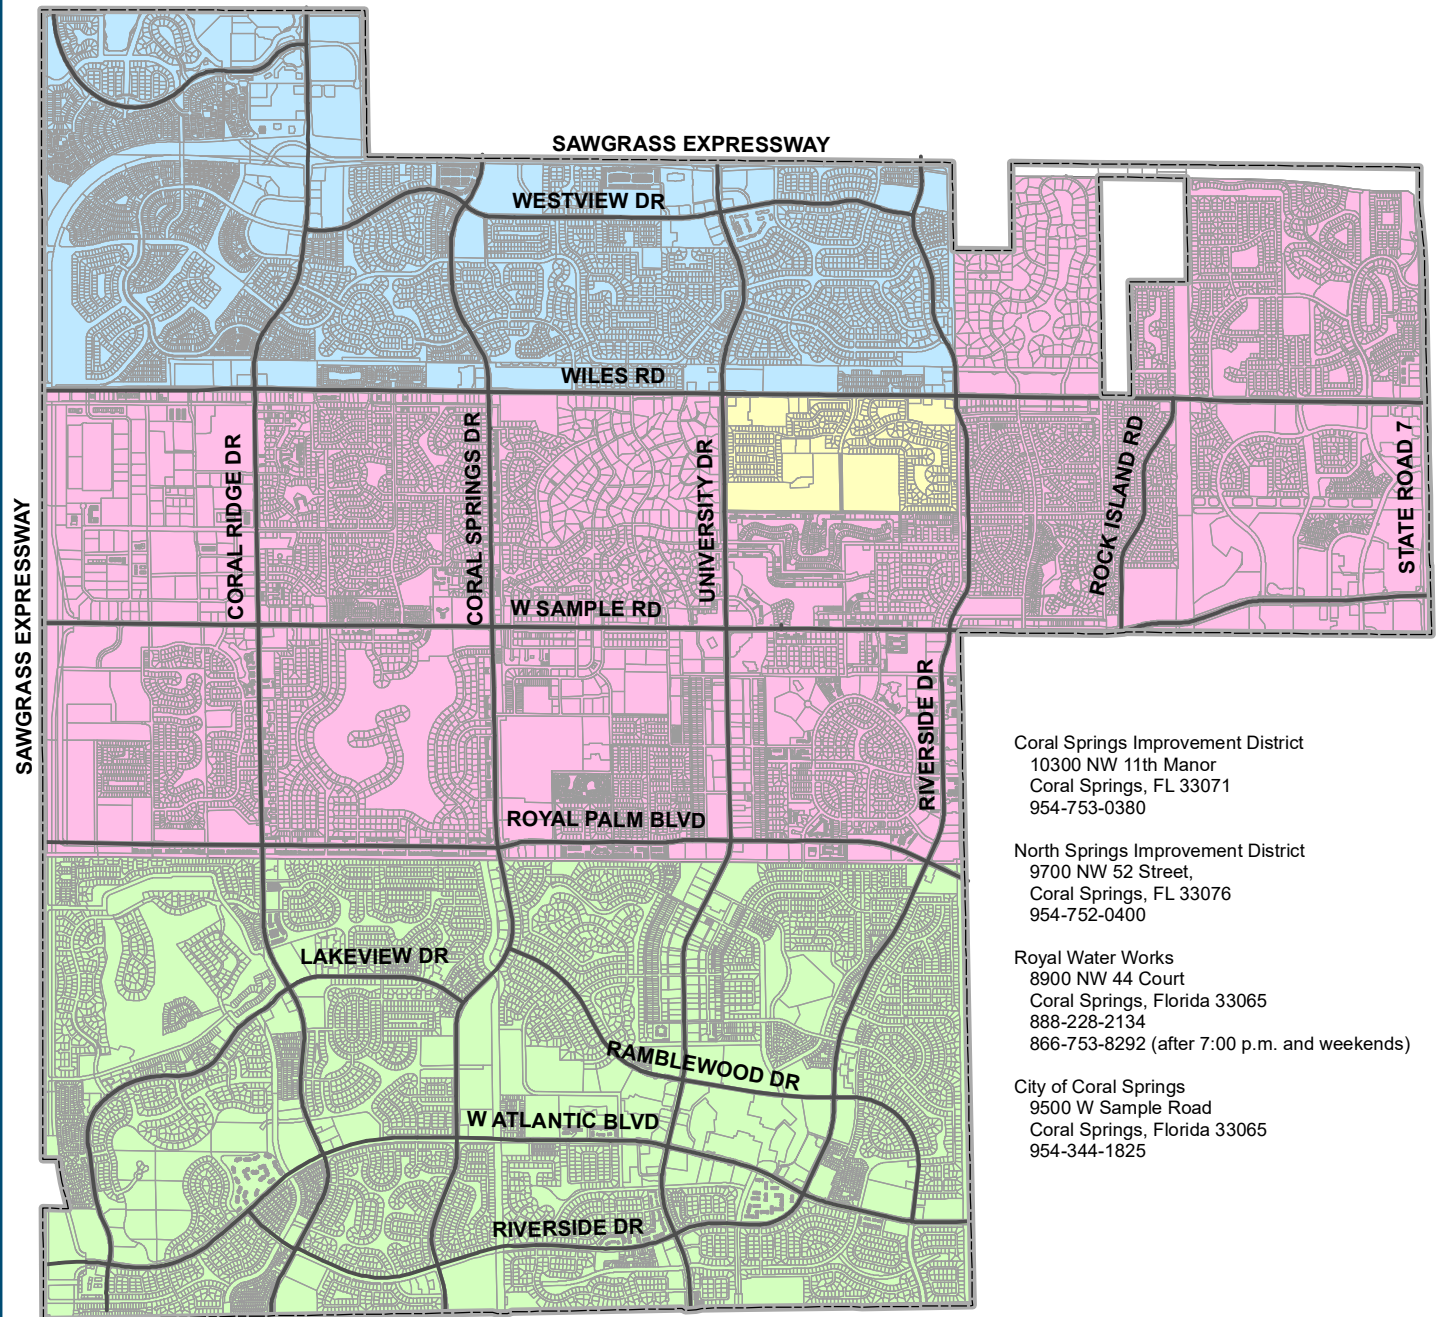 SAWGRASS EXPRESSWAY
WESTVIEW DR
WILES RD
SAWGRASS EXPRESSWAY
CORAL RIDGE DR
CORAL SPRINGS DR
UNIVERSITY DR
ROCK ISLAND RD
STATE ROAD 7
W SAMPLE RD
RIVERSIDE DR
ROYAL PALM BLVD
LAKEVIEW DR
RAMBLEWOOD DR
W ATLANTIC BLVD
RIVERSIDE DR
Coral Springs Improvement District
10300 NW 11th Manor
Coral Springs, FL 33071
954-753-0380
North Springs Improvement District
9700 NW 52 Street,
Coral Springs, FL 33076
954-752-0400
Royal Water Works
8900 NW 44 Court
Coral Springs, Florida 33065
888-228-2134
866-753-8292 (after 7:00 p.m. and weekends)
City of Coral Springs
9500 W Sample Road
Coral Springs, Florida 33065
954-344-1825